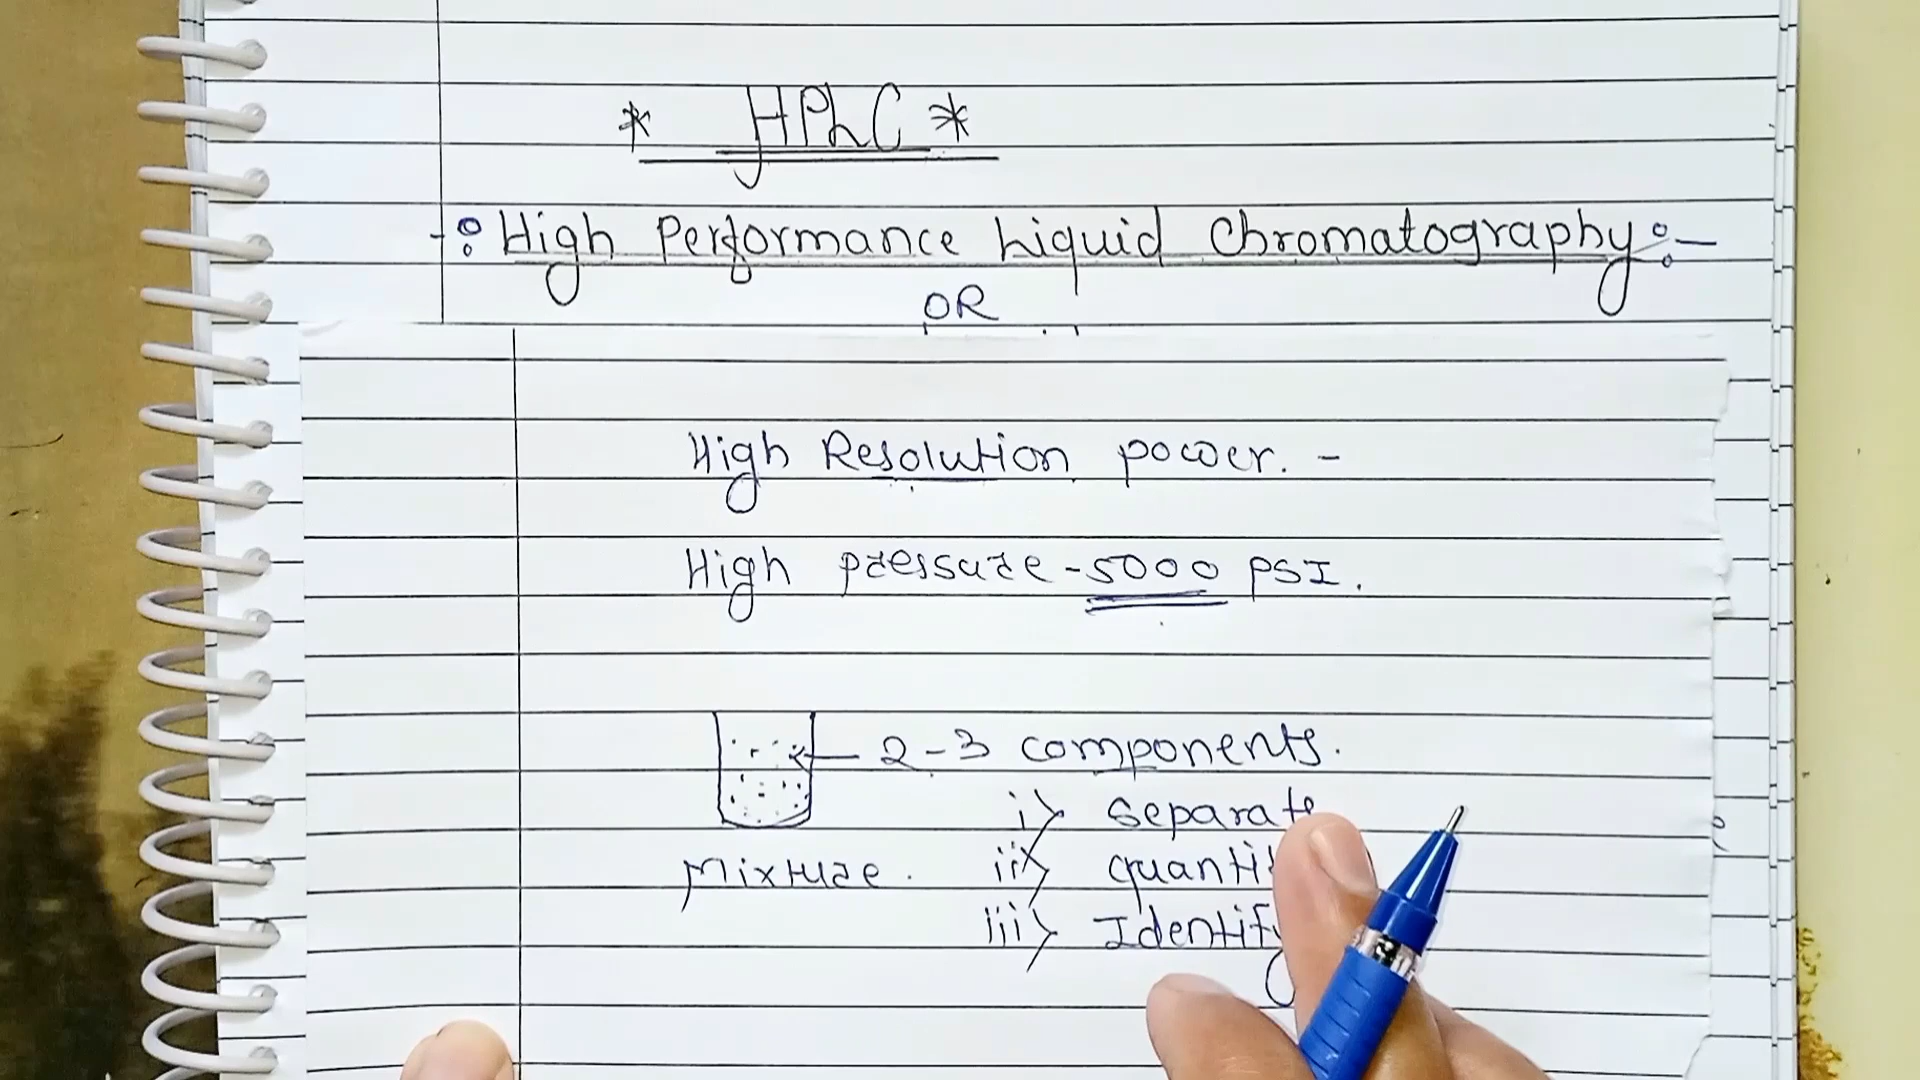 * HPLC *
-: High Performance Liquid Chromatography :-
OR
High Resolution power. -
High pressure - 5000 PSI.
2-3 components.
i> separate
Mixture. ii> quanti
iii> Identify